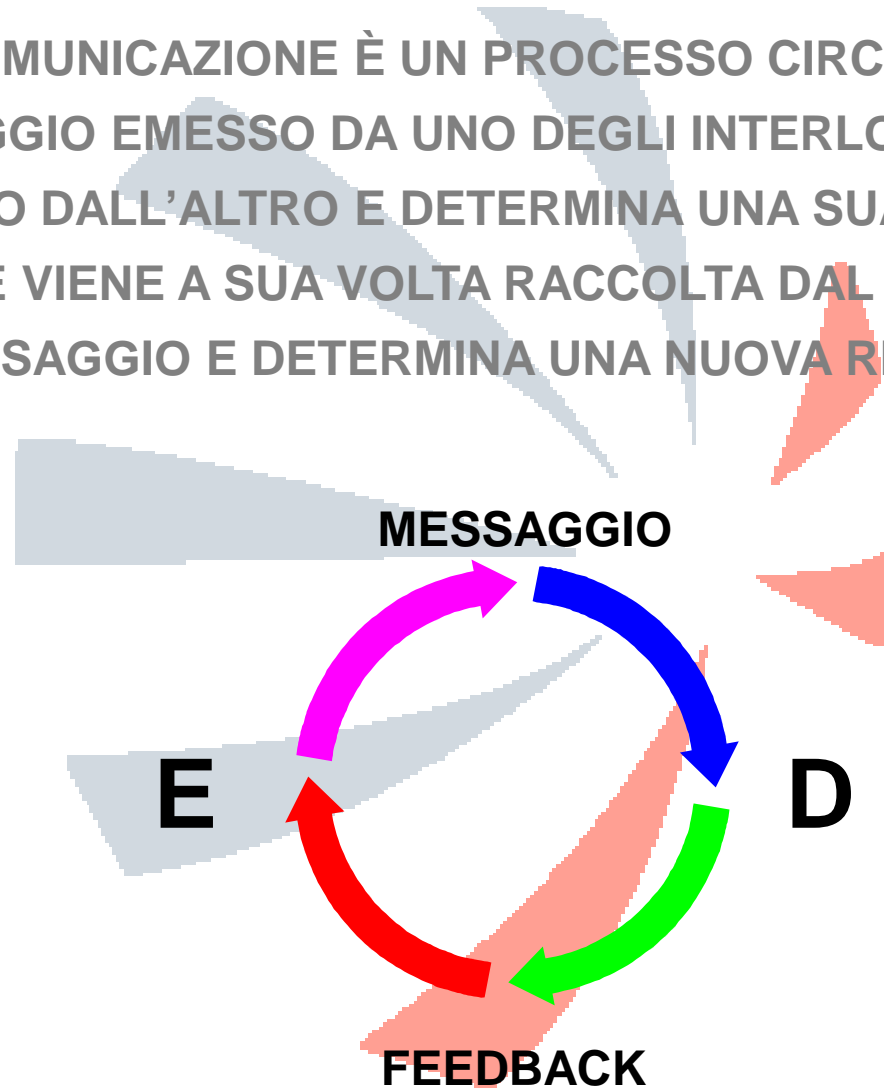 MUNICAZIONE È UN PROCESSO CIRC
GGIO EMESSO DA UNO DEGLI INTERLO
O DALL’ALTRO E DETERMINA UNA SUA
E VIENE A SUA VOLTA RACCOLTA DAL
SAGGIO E DETERMINA UNA NUOVA RI
MESSAGGIO
E D
FEEDBACK